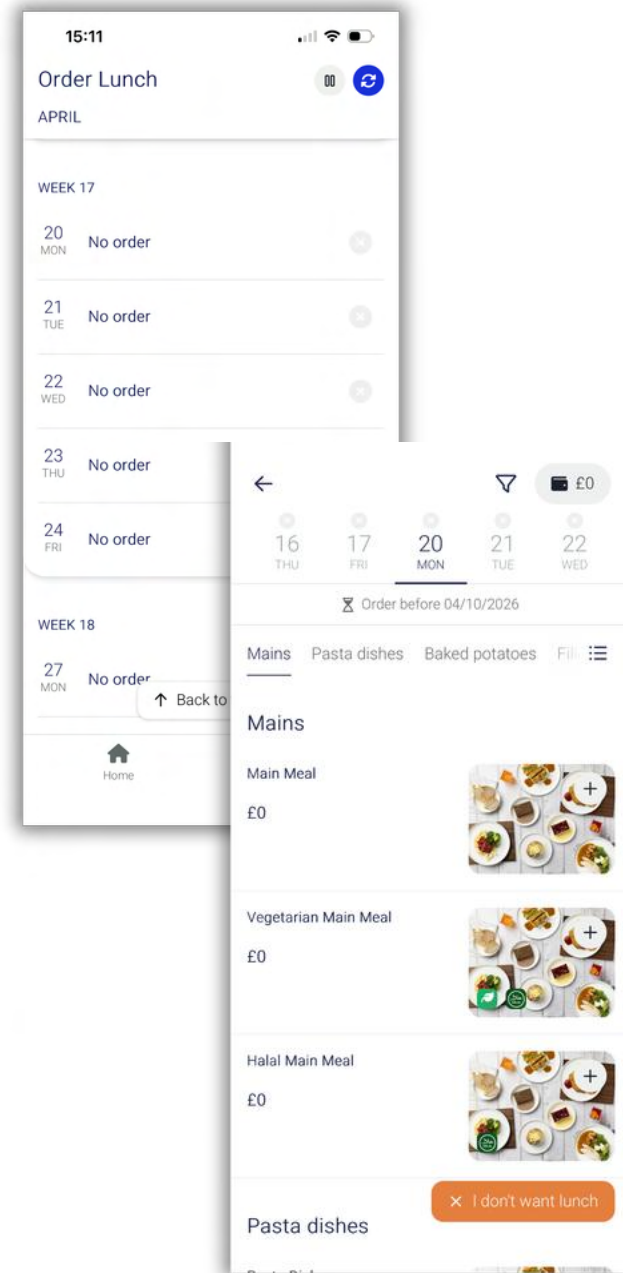 15:11
Order Lunch
APRIL
WEEK 17
20 No order
MON
21 No order
TUE
22 No order
WED
23 No order
THU
24 No order
FRI
WEEK 18
27 No order
MON
↑ Back to
Home
£0
16 17 20 21 22
THU FRI MON TUE WED
Order before 04/10/2026
Mains Pasta dishes Baked potatoes
Mains
Main Meal
£0
Vegetarian Main Meal
£0
Halal Main Meal
£0
× I don't want lunch
Pasta dishes